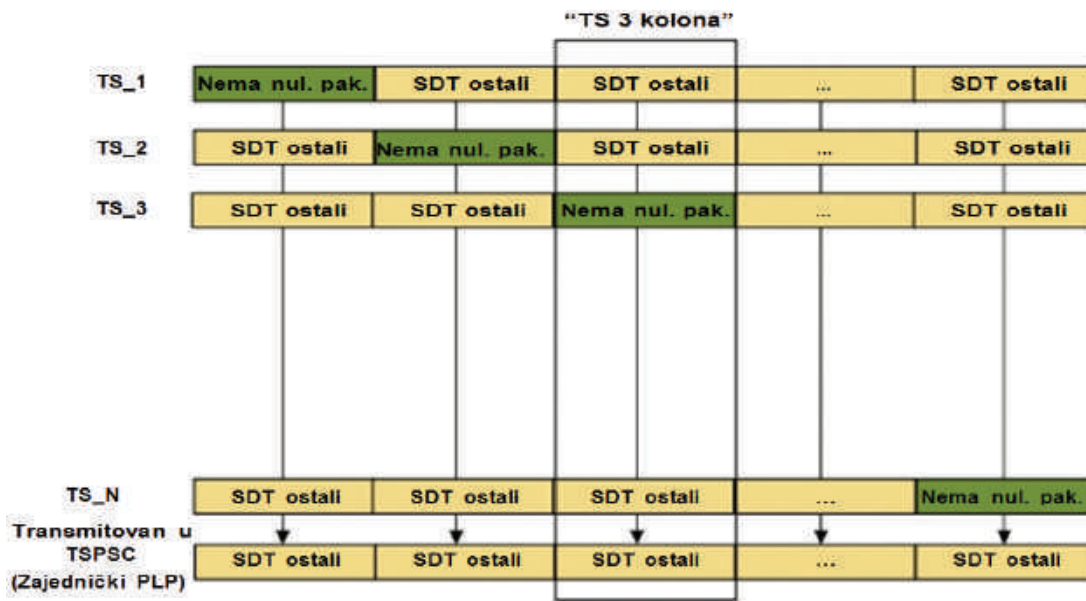 “TS 3 kolona”
TS_1 Nema nul. pak. SDT ostali SDT ostali ... SDT ostali
TS_2 SDT ostali Nema nul. pak. SDT ostali ... SDT ostali
TS_3 SDT ostali SDT ostali Nema nul. pak. ... SDT ostali
TS_N SDT ostali SDT ostali SDT ostali ... Nema nul. pak.
Transmitovan u
TSPSC SDT ostali SDT ostali SDT ostali ... SDT ostali
(Zajednički PLP)